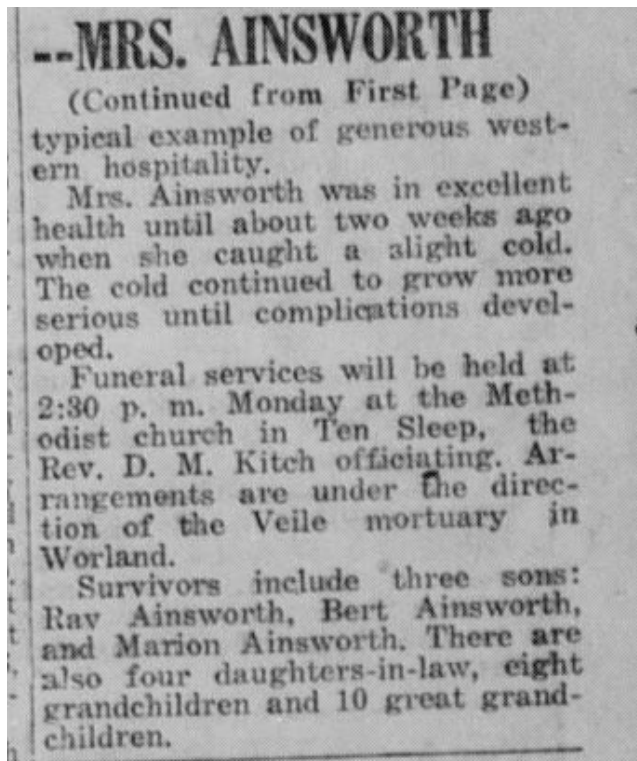 --MRS. AINSWORTH
(Continued from First Page)
typical example of generous west-
ern hospitality.
Mrs. Ainsworth was in excellent
health until about two weeks ago
when she caught a slight cold.
The cold continued to grow more
serious until complications devel-
oped.
Funeral services will be held at
2:30 p. m. Monday at the Meth-
odist church in Ten Sleep, the
Rev. D. M. Kitch officiating. Ar-
rangements are under the direc-
tion of the Veile mortuary in
Worland.
Survivors include three sons:
Ray Ainsworth, Bert Ainsworth,
and Marion Ainsworth. There are
also four daughters-in-law, eight
grandchildren and 10 great grand-
children.